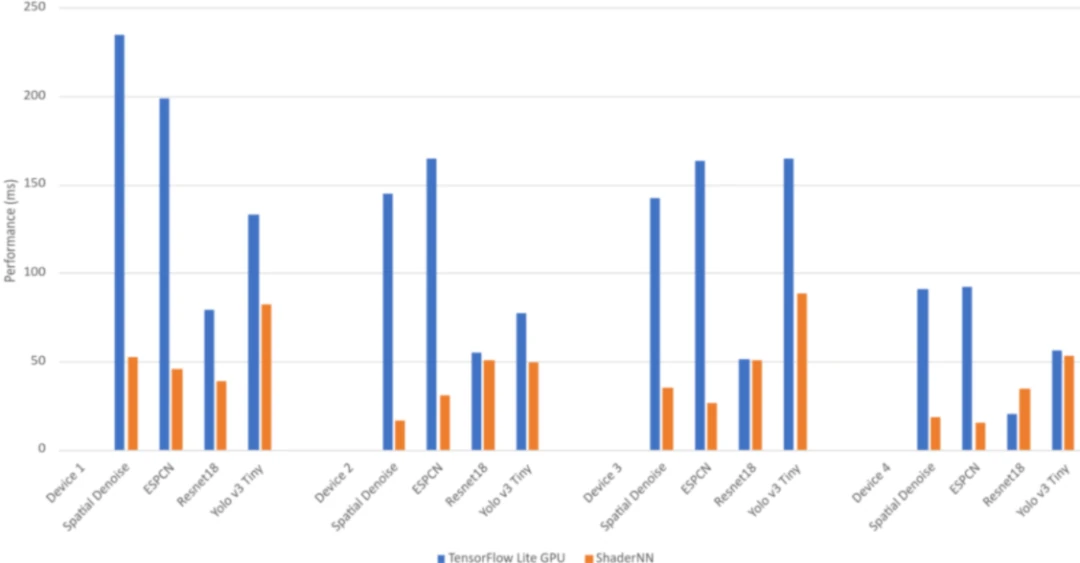 250
200
150
100
50
0
Performance (ms)
Device 1
Spatial Denoise
ESPCN
Resnet18
Yolo v3 Tiny
Device 2
Spatial Denoise
ESPCN
Resnet18
Yolo v3 Tiny
Device 3
Spatial Denoise
ESPCN
Resnet18
Yolo v3 Tiny
Device 4
Spatial Denoise
ESPCN
Resnet18
Yolo v3 Tiny
TensorFlow Lite GPU
ShaderNN